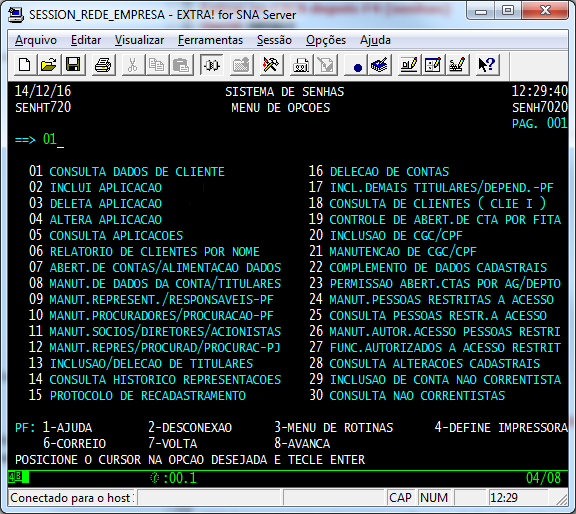 SESSION_REDE_EMPRESA - EXTRA! for SNA Server
Arquivo Editar Visualizar Ferramentas Sessão Opções Ajuda
14/12/16 SISTEMA DE SENHAS 12:29:40
SENHT720 MENU DE OPCOES SENH7020
PAG. 001
==> 01_
01 CONSULTA DADOS DE CLIENTE 16 DELECAO DE CONTAS
02 INCLUI APLICACAO 17 INCL.DEMAIS TITULARES/DEPEND.-PF
03 DELETA APLICACAO 18 CONSULTA DE CLIENTES ( CLIE I )
04 ALTERA APLICACAO 19 CONTROLE DE ABERT.DE CTA POR FITA
05 CONSULTA APLICACOES 20 INCLUSAO DE CGC/CPF
06 RELATORIO DE CLIENTES POR NOME 21 MANUTENCAO DE CGC/CPF
07 ABERT.DE CONTAS/ALIMENTACAO DADOS 22 COMPLEMENTO DE DADOS CADASTRAIS
08 MANUT.DE DADOS DA CONTA/TITULARES 23 PERMISSAO ABERT.CTAS POR AG/DEPTO
09 MANUT.REPRESENT./RESPONSAVEIS-PF 24 MANUT.PESSOAS RESTRITAS A ACESSO
10 MANUT.PROCURADORES/PROCURACAO-PF 25 CONSULTA PESSOAS RESTR.A ACESSO
11 MANUT.SOCIOS/DIRETORES/ACIONISTAS 26 MANUT.AUTOR.ACESSO PESSOAS RESTRI
12 MANUT.REPRES/PROCURAD/PROCURAC-PJ 27 FUNC.AUTORIZADOS A ACESSO RESTRIT
13 INCLUSAO/DELECAO DE TITULARES 28 CONSULTA ALTERACOES CADASTRAIS
14 CONSULTA HISTORICO REPRESENTACOES 29 INCLUSAO DE CONTA NAO CORRENTISTA
15 PROTOCOLO DE RECADASTRAMENTO 30 CONSULTA NAO CORRENTISTAS
PF: 1-AJUDA 2-DESCONEXAO 3-MENU DE ROTINAS 4-DEFINE IMPRESSORA
6-CORREIO 7-VOLTA 8-AVANCA
POSICIONE O CURSOR NA OPCAO DESEJADA E TECLE ENTER
:00.1 04/08
Conectado para o host CAP NUM 12:29